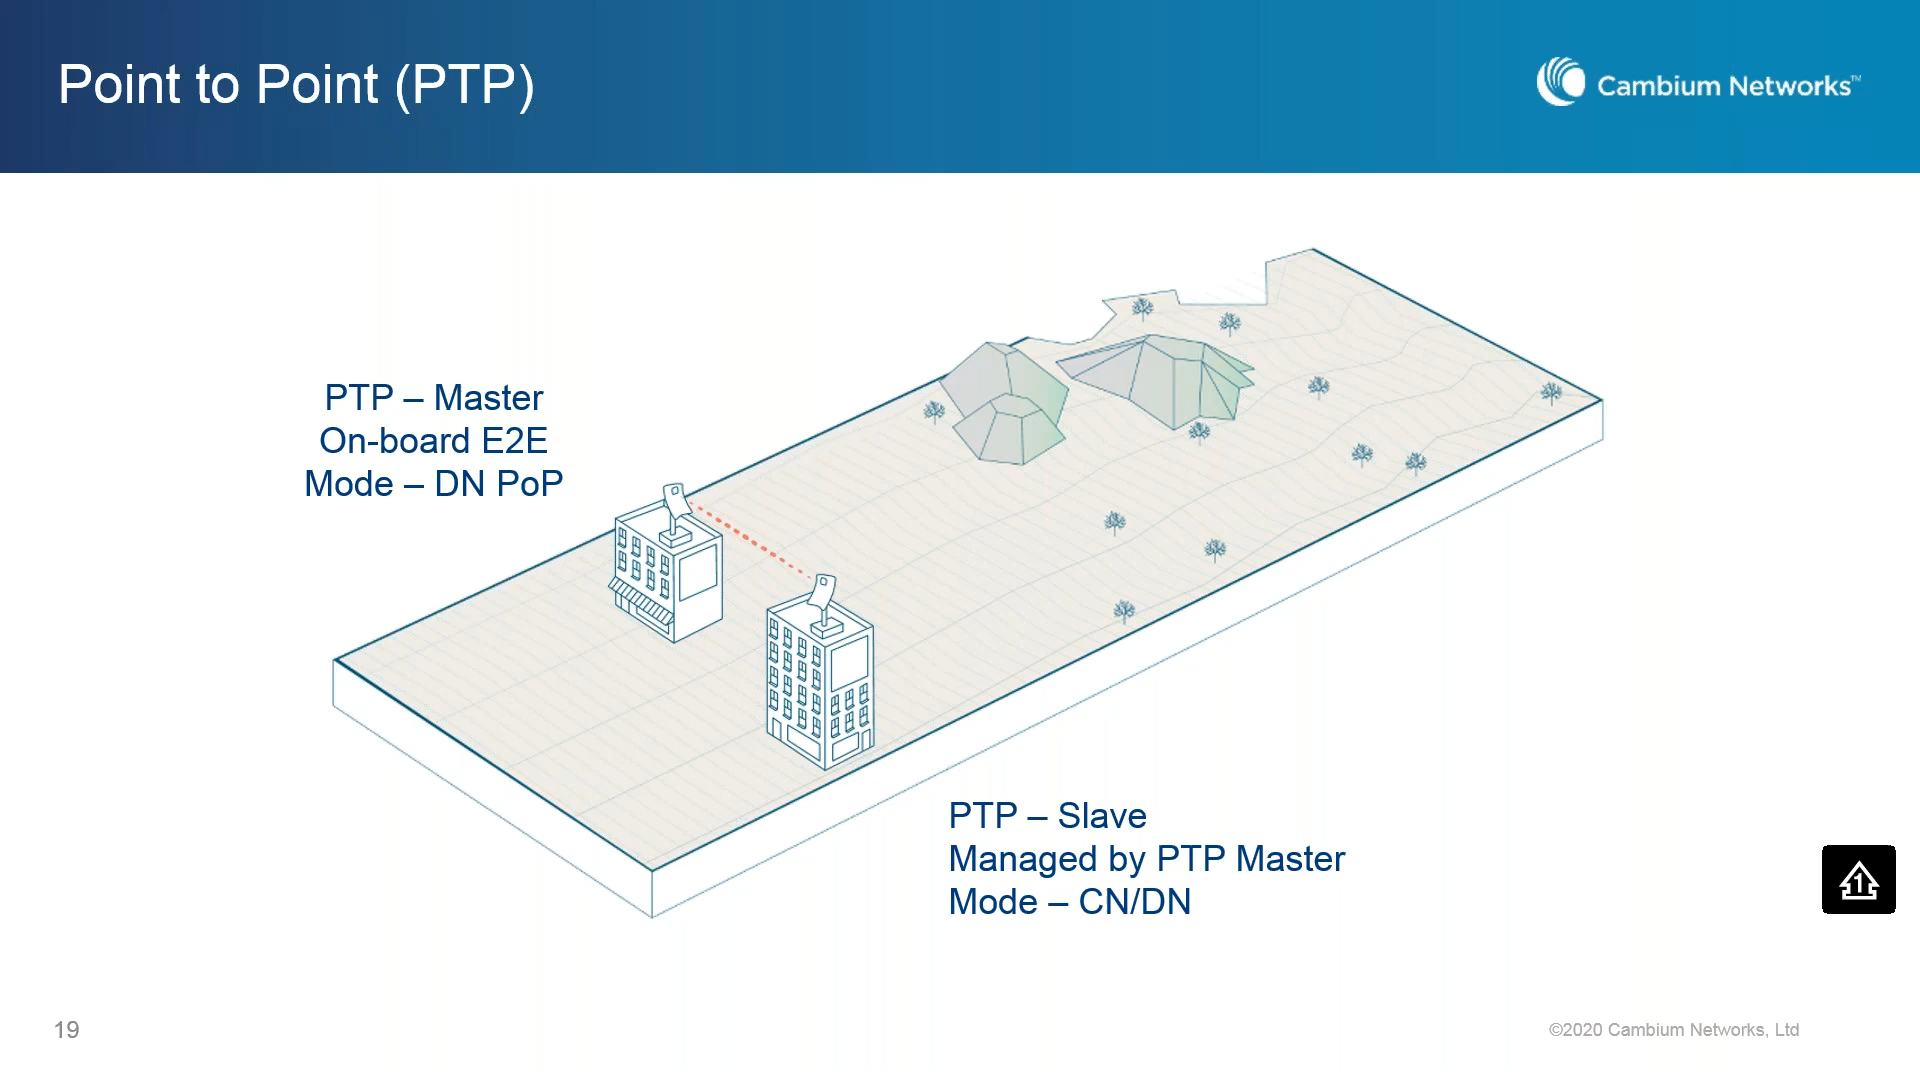 Point to Point (PTP)
Cambium Networks™
PTP – Master
On-board E2E
Mode – DN PoP
PTP – Slave
Managed by PTP Master
Mode – CN/DN
1
19
©2020 Cambium Networks, Ltd